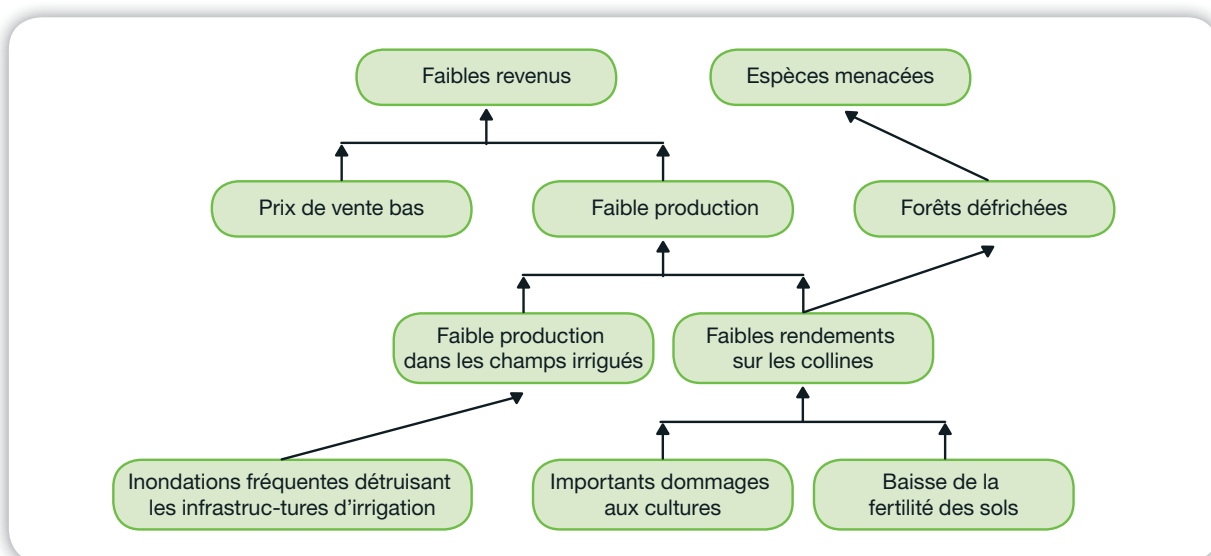 Faibles revenus
Espèces menacées
Prix de vente bas
Faible production
Forêts défrichées
Faible production
dans les champs irrigués
Faibles rendements
sur les collines
Inondations fréquentes détruisant
les infrastruc-tures d'irrigation
Importants dommages
aux cultures
Baisse de la
fertilité des sols